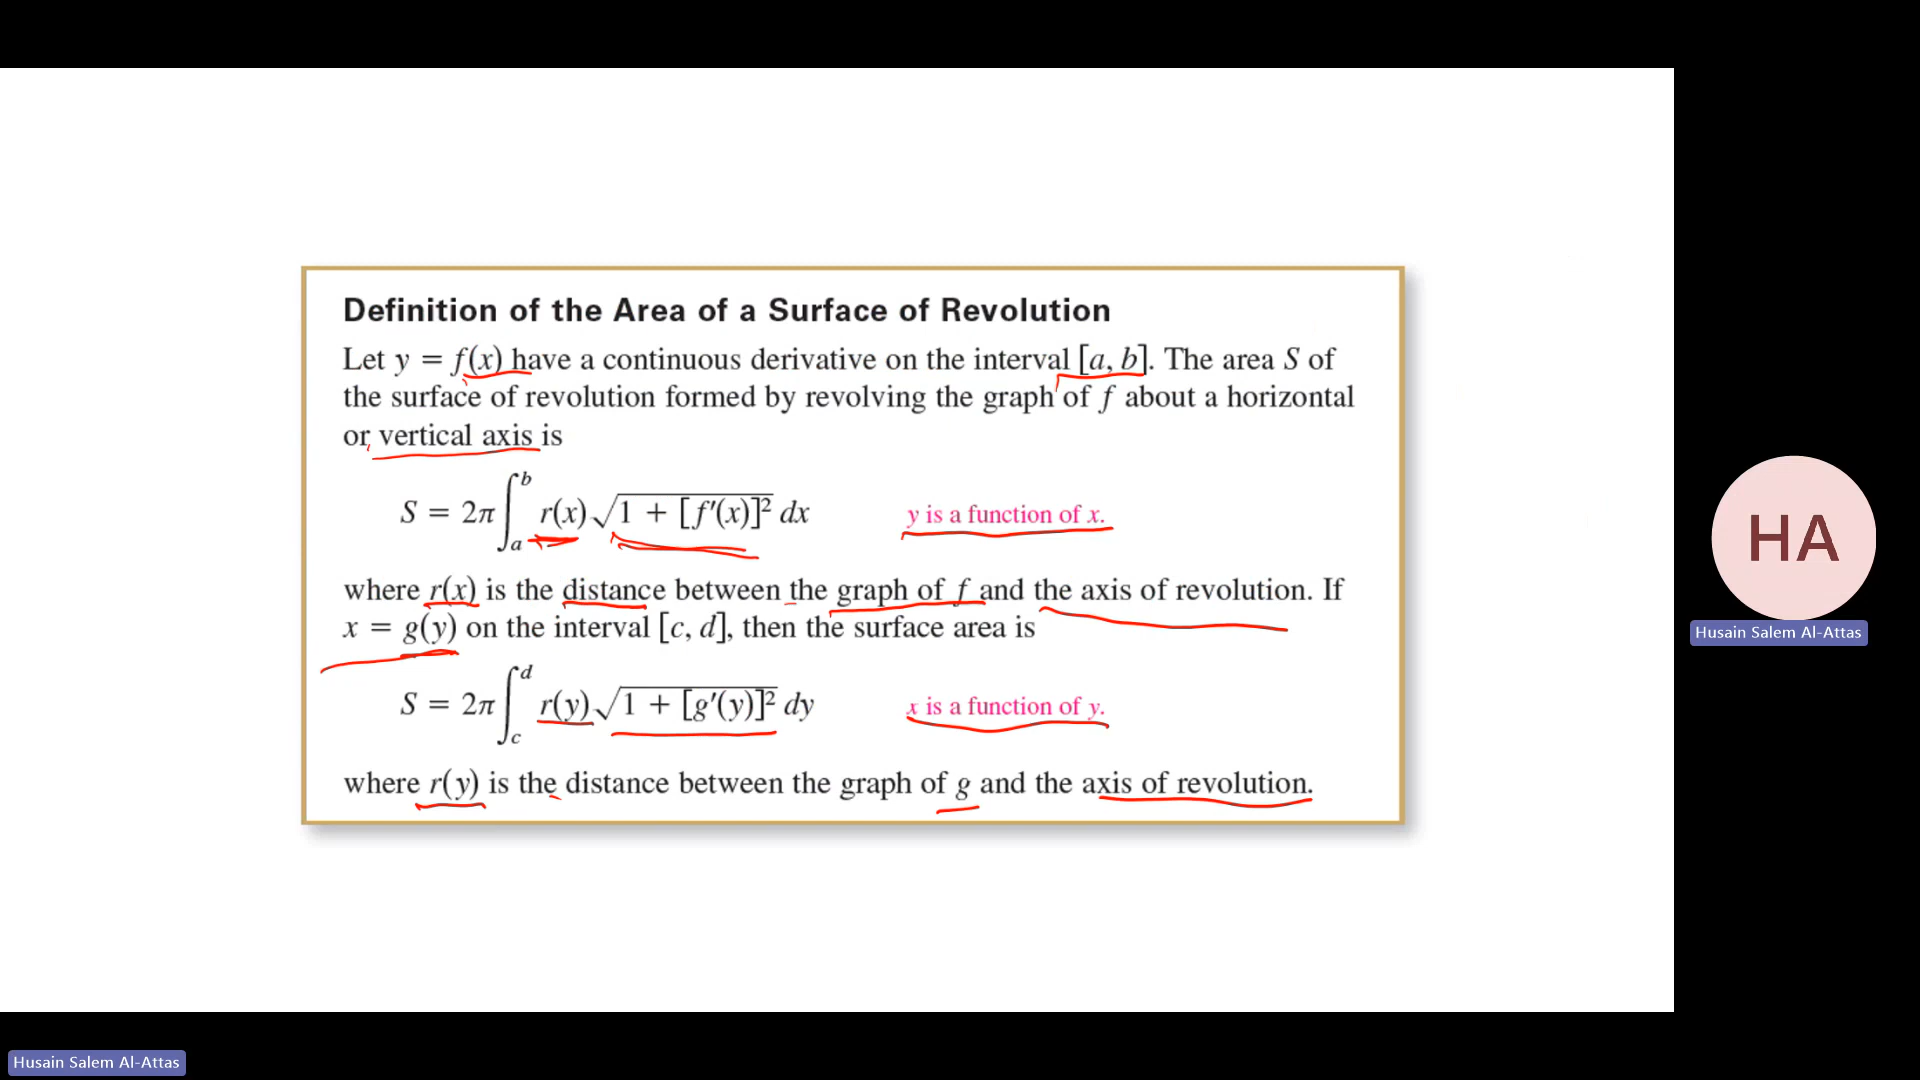 Definition of the Area of a Surface of Revolution
Let y = f(x) have a continuous derivative on the interval [a, b]. The area S of
the surface of revolution formed by revolving the graph of f about a horizontal
or vertical axis is
S = 2π ∫_a^b r(x) √(1 + [f′(x)]²) dx    y is a function of x.
where r(x) is the distance between the graph of f and the axis of revolution. If
x = g(y) on the interval [c, d], then the surface area is
S = 2π ∫_c^d r(y) √(1 + [g′(y)]²) dy    x is a function of y.
where r(y) is the distance between the graph of g and the axis of revolution.
HA
Husain Salem Al-Attas
Husain Salem Al-Attas